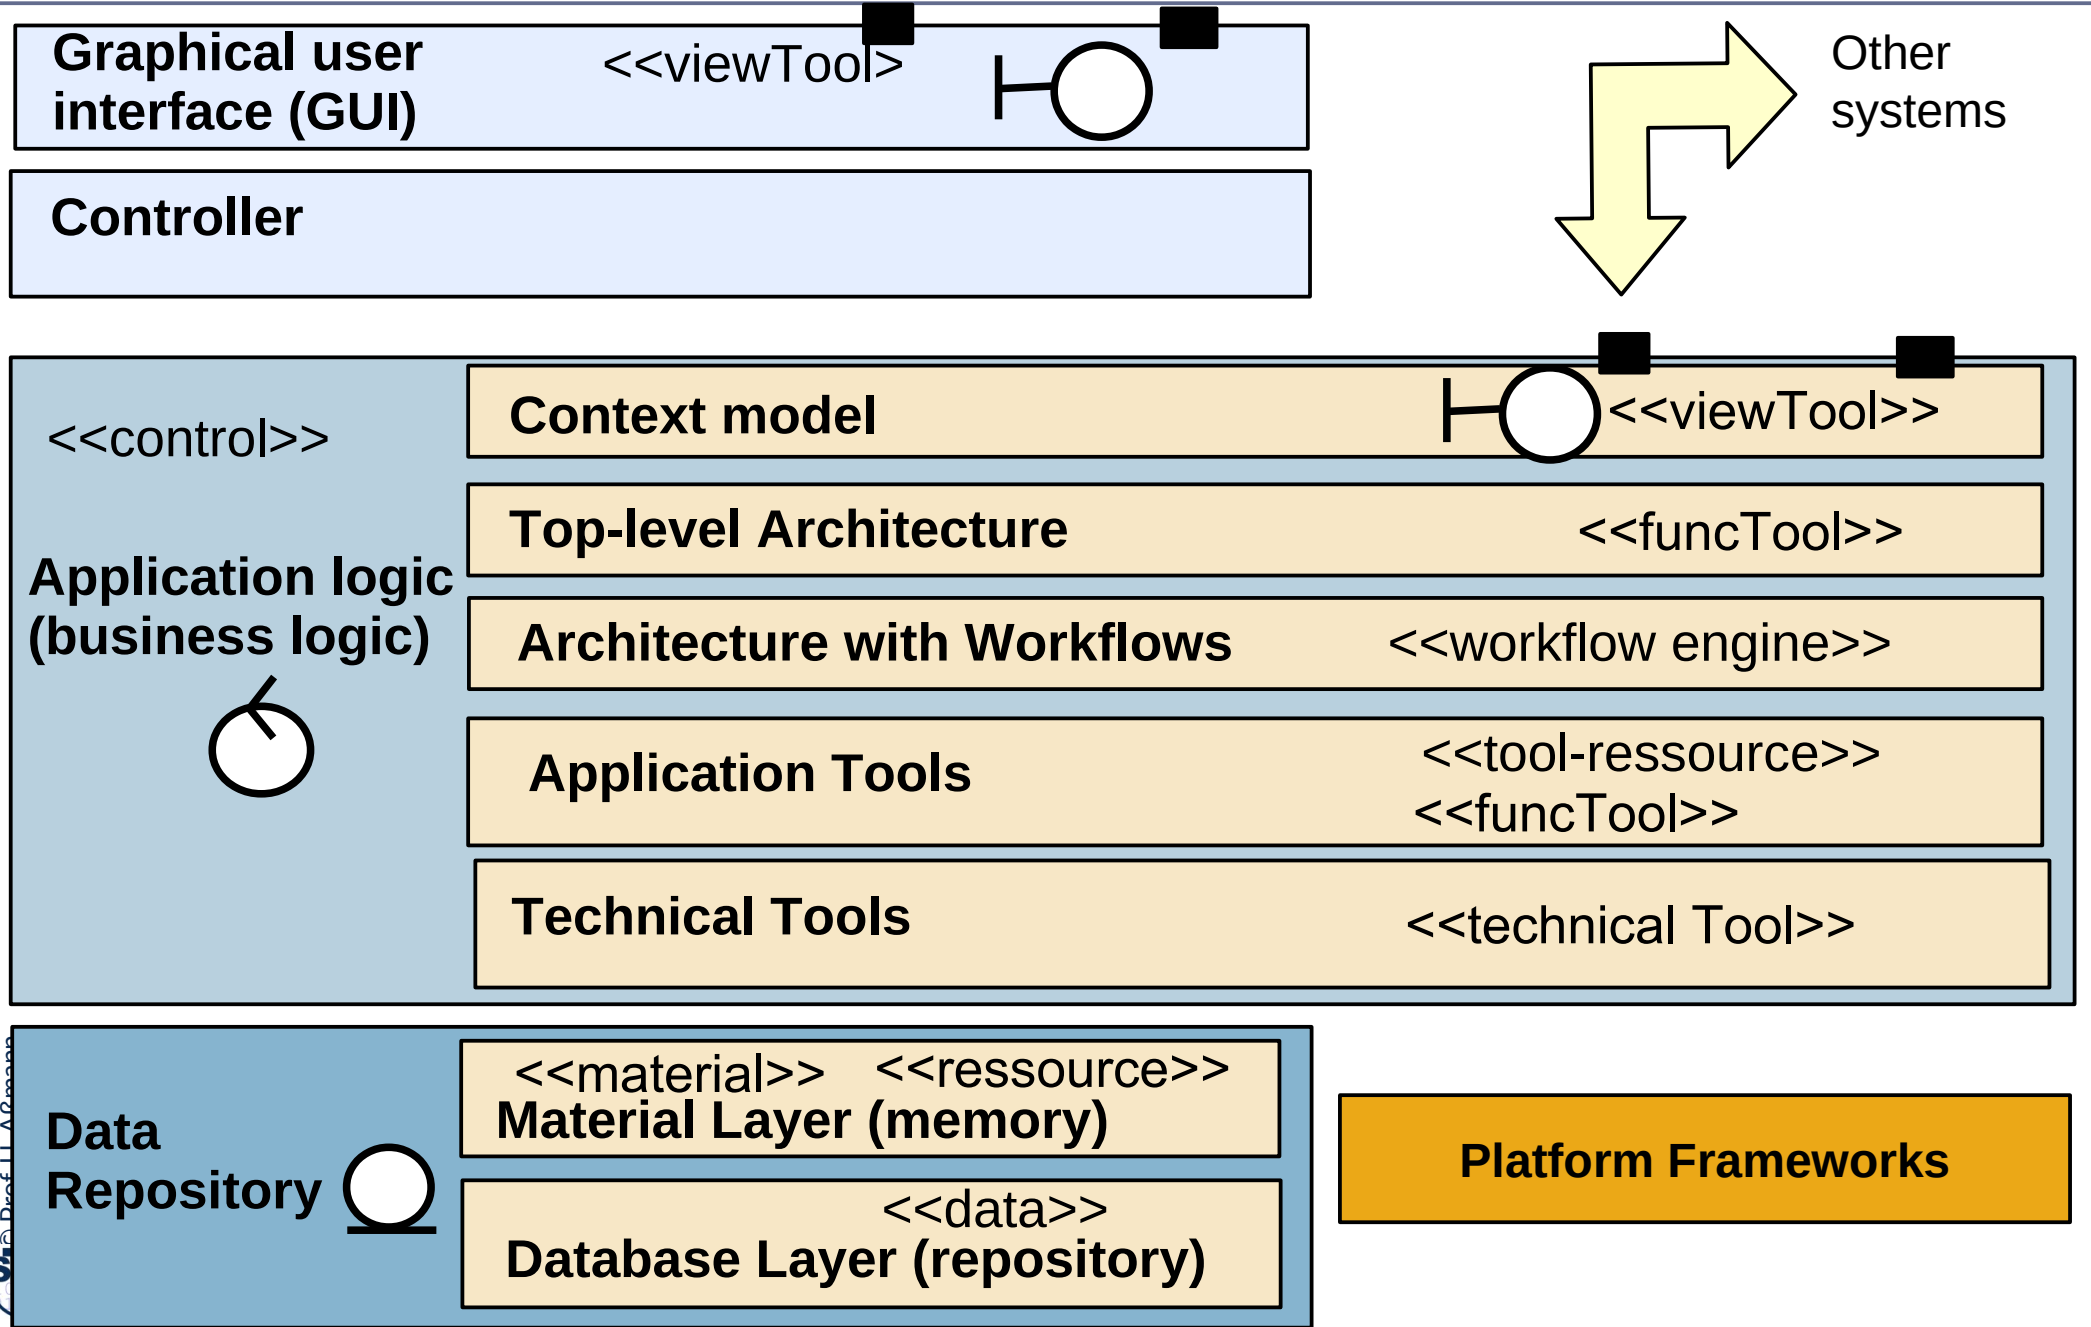 Graphical user
interface (GUI)
<<viewTool>
Other
systems
Controller
<<control>>
Application logic
(business logic)
Context model
<<viewTool>>
Top-level Architecture
<<funcTool>>
Architecture with Workflows
<<workflow engine>>
Application Tools
<<tool-ressource>>
<<funcTool>>
Technical Tools
<<technical Tool>>
Data
Repository
<<material>> <<ressource>>
Material Layer (memory)
<<data>>
Database Layer (repository)
Platform Frameworks